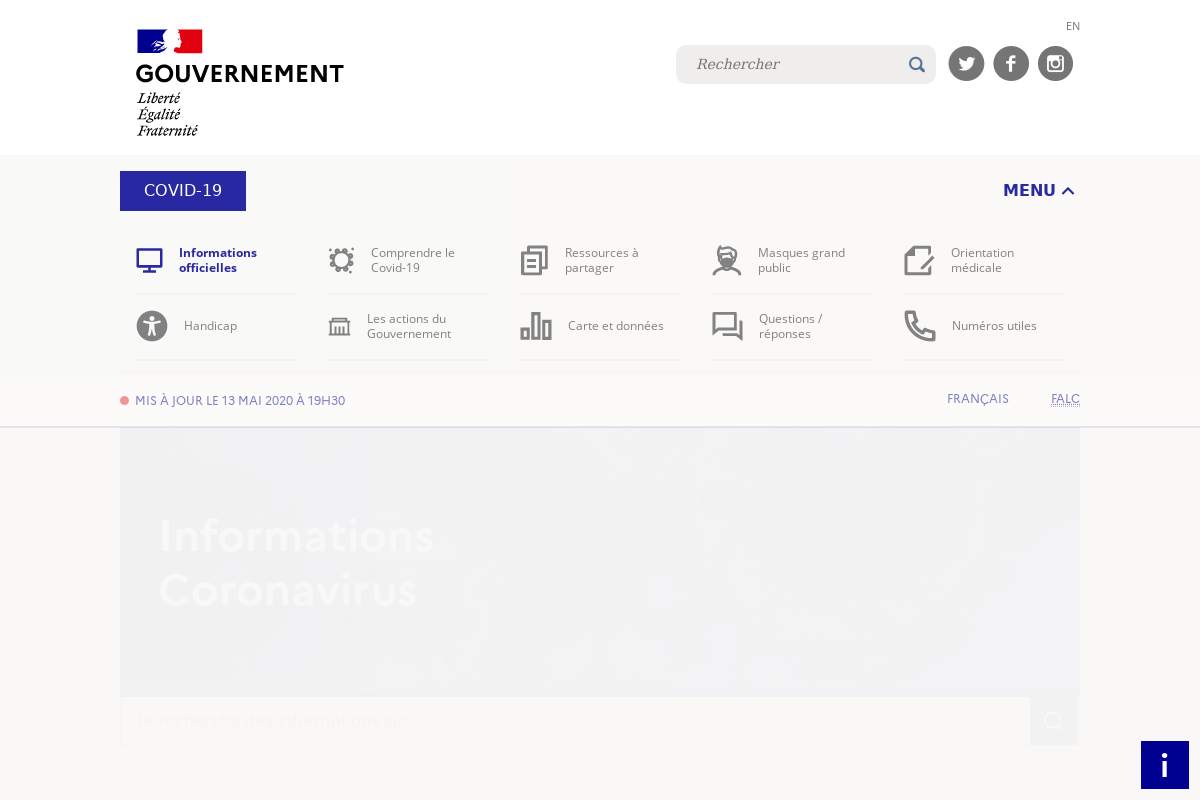 EN
GOUVERNEMENT
Liberté
Égalité
Fraternité
Rechercher
COVID-19
MENU
Informations
officielles
Comprendre le
Covid-19
Ressources à
partager
Masques grand
public
Orientation
médicale
Handicap
Les actions du
Gouvernement
Carte et données
Questions /
réponses
Numéros utiles
MIS À JOUR LE 13 MAI 2020 À 19H30
FRANÇAIS
FALC
Informations
Coronavirus
Je recherche des informations sur
i